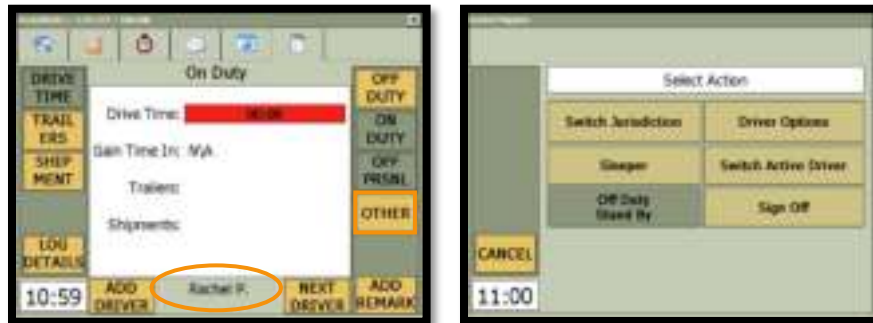 On Duty
DRIVE
TIME
TRAIL
ERS
SHIP
MENT
LOG
DETAILS
10:59
Drive Time:
Gain Time In: N/A
Trailers:
Shipments:
OFF
DUTY
ON
DUTY
OFF
PRSNL
OTHER
ADD
DRIVER
Rachel P.
NEXT
DRIVER
ADD
REMARK
Select Action
Switch Jurisdiction
Driver Options
Sleeper
Switch Active Driver
Off Duty
Stand By
Sign Off
CANCEL
11:00